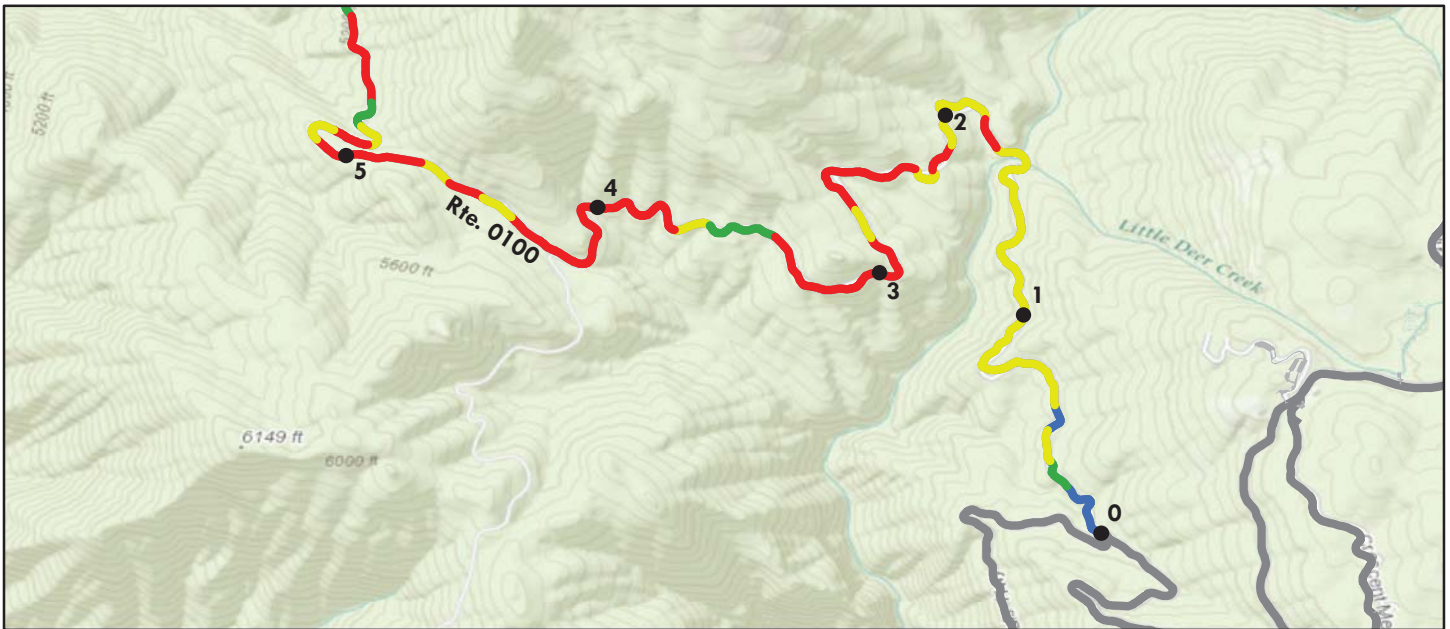 5200 ft
2
5
4
Rte. 0100
Little Deer Creek
5600 ft
3
1
6149 ft
6000 ft
0